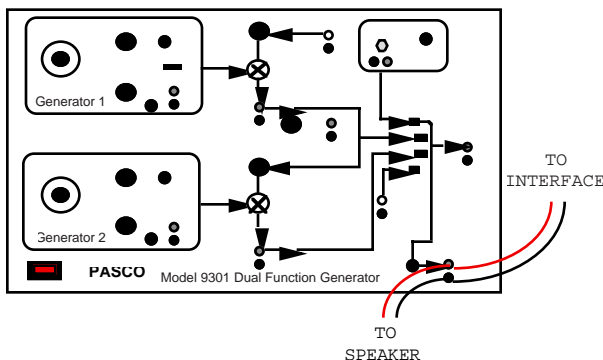 Generator 1
TO
INTERFACE
Generator 2
PASCO Model 9301 Dual Function Generator
TO
SPEAKER